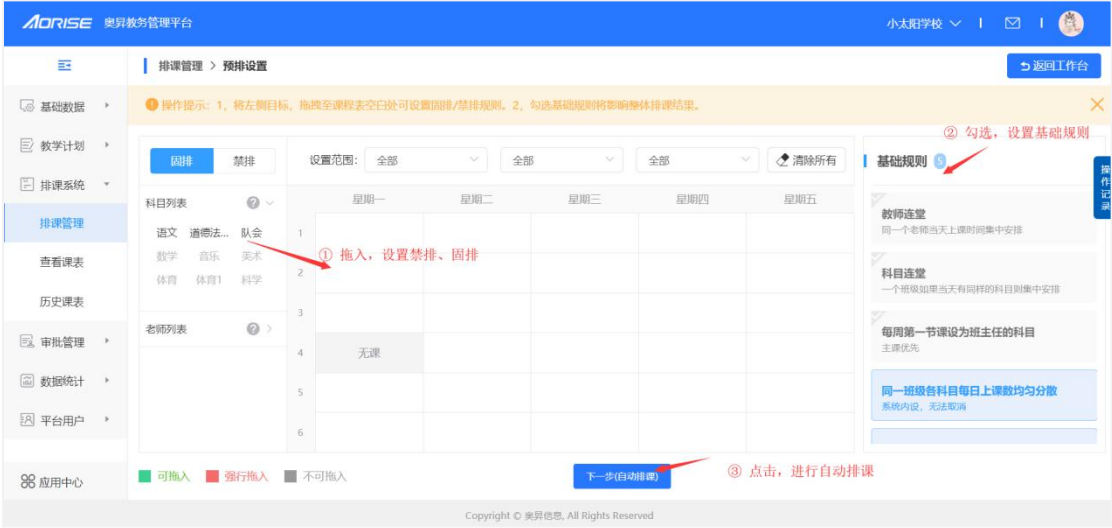 AORISE 奥昇教务管理平台
小太阳学校
排课管理 > 预排设置
返回工作台
基础数据
教学计划
排课系统
排课管理
查看课表
历史课表
审批管理
数据统计
平台用户
应用中心
操作提示：1，将左侧目标，拖拽至课程表空白处可设置固排/禁排规则。2，勾选基础规则将影响整体排课结果。
② 勾选，设置基础规则
固排 禁排
设置范围： 全部 全部 全部 清除所有
科目列表
语文 道德法... 队会
数学 音乐 美术
体育 体育1 科学
老师列表
星期一 星期二 星期三 星期四 星期五
1
① 拖入，设置禁排、固排
2
3
4 无课
5
6
基础规则 5
教师连堂
同一个老师当天上课时间集中安排
科目连堂
一个班级如果当天有同样的科目则集中安排
每周第一节课设为班主任的科目
主课优先
同一班级各科目每日上课数均匀分散
系统内设，无法取消
操作记录
可拖入 强行拖入 不可拖入
下一步(自动排课)
③ 点击，进行自动排课
Copyright © 奥昇信息, All Rights Reserved